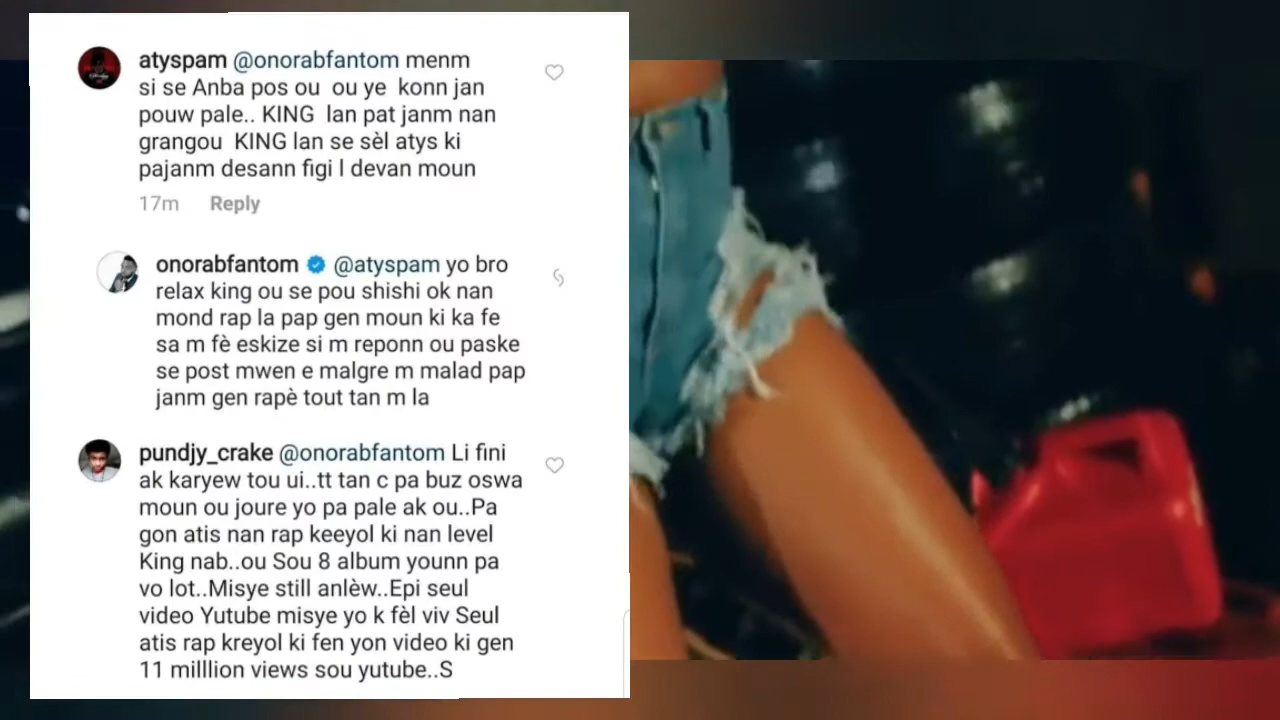 atyspam @onorabfantom menm
si se Anba pos ou ou ye konn jan
pouw pale.. KING lan pat janm nan
grangou KING lan se sèl atys ki
pajanm desann figi l devan moun
17m Reply
onorabfantom @atyspam yo bro
relax king ou se pou shishi ok nan
mond rap la pap gen moun ki ka fe
sa m fè eskize si m reponn ou paske
se post mwen e malgre m malad pap
janm gen rapè tout tan m la
pundjy_crake @onorabfantom Li fini
ak karyew tou ui..tt tan c pa buz oswa
moun ou joure yo pa pale ak ou..Pa
gon atis nan rap keeyol ki nan level
King nab..ou Sou 8 album younn pa
vo lot..Misye still anlèw..Epi seul
video Yutube misye yo k fèl viv Seul
atis rap kreyol ki fen yon video ki gen
11 milllion views sou yutube..S